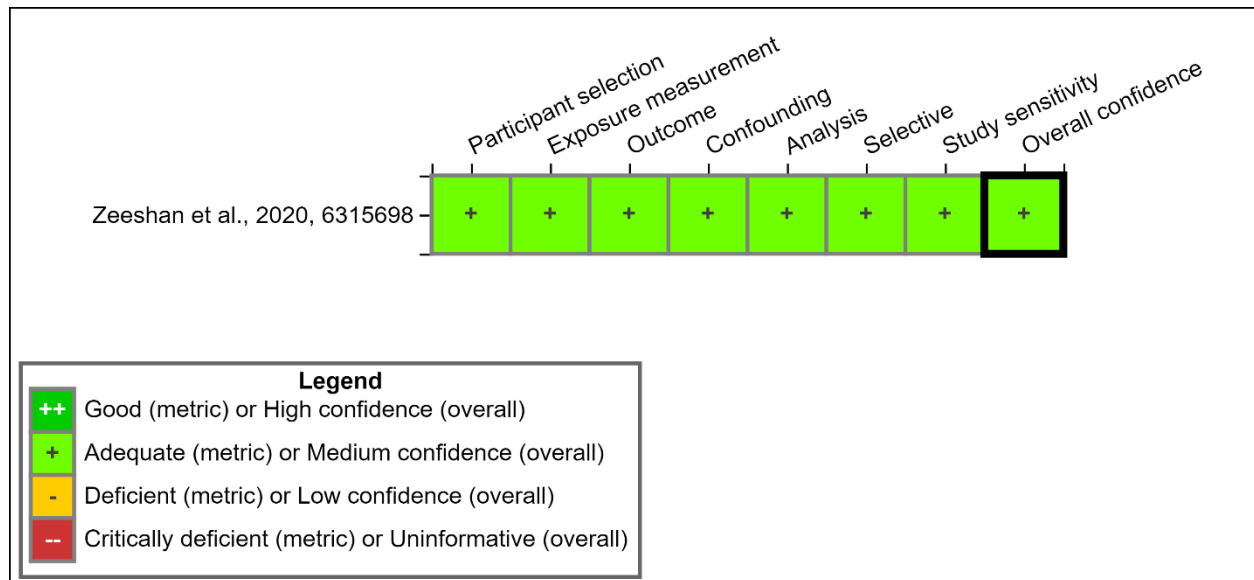 Participant selection
Exposure measurement
Outcome
Confounding
Analysis
Selective
Study sensitivity
Overall confidence
Zeeshan et al., 2020, 6315698
+ + + + + + + +
Legend
++ Good (metric) or High confidence (overall)
+ Adequate (metric) or Medium confidence (overall)
- Deficient (metric) or Low confidence (overall)
-- Critically deficient (metric) or Uninformative (overall)